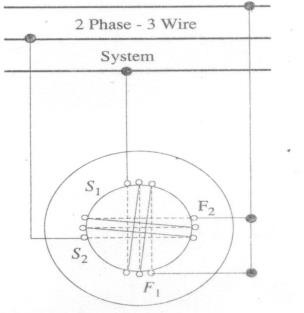 2 Phase - 3 Wire
System
S1
F2
S2
F1